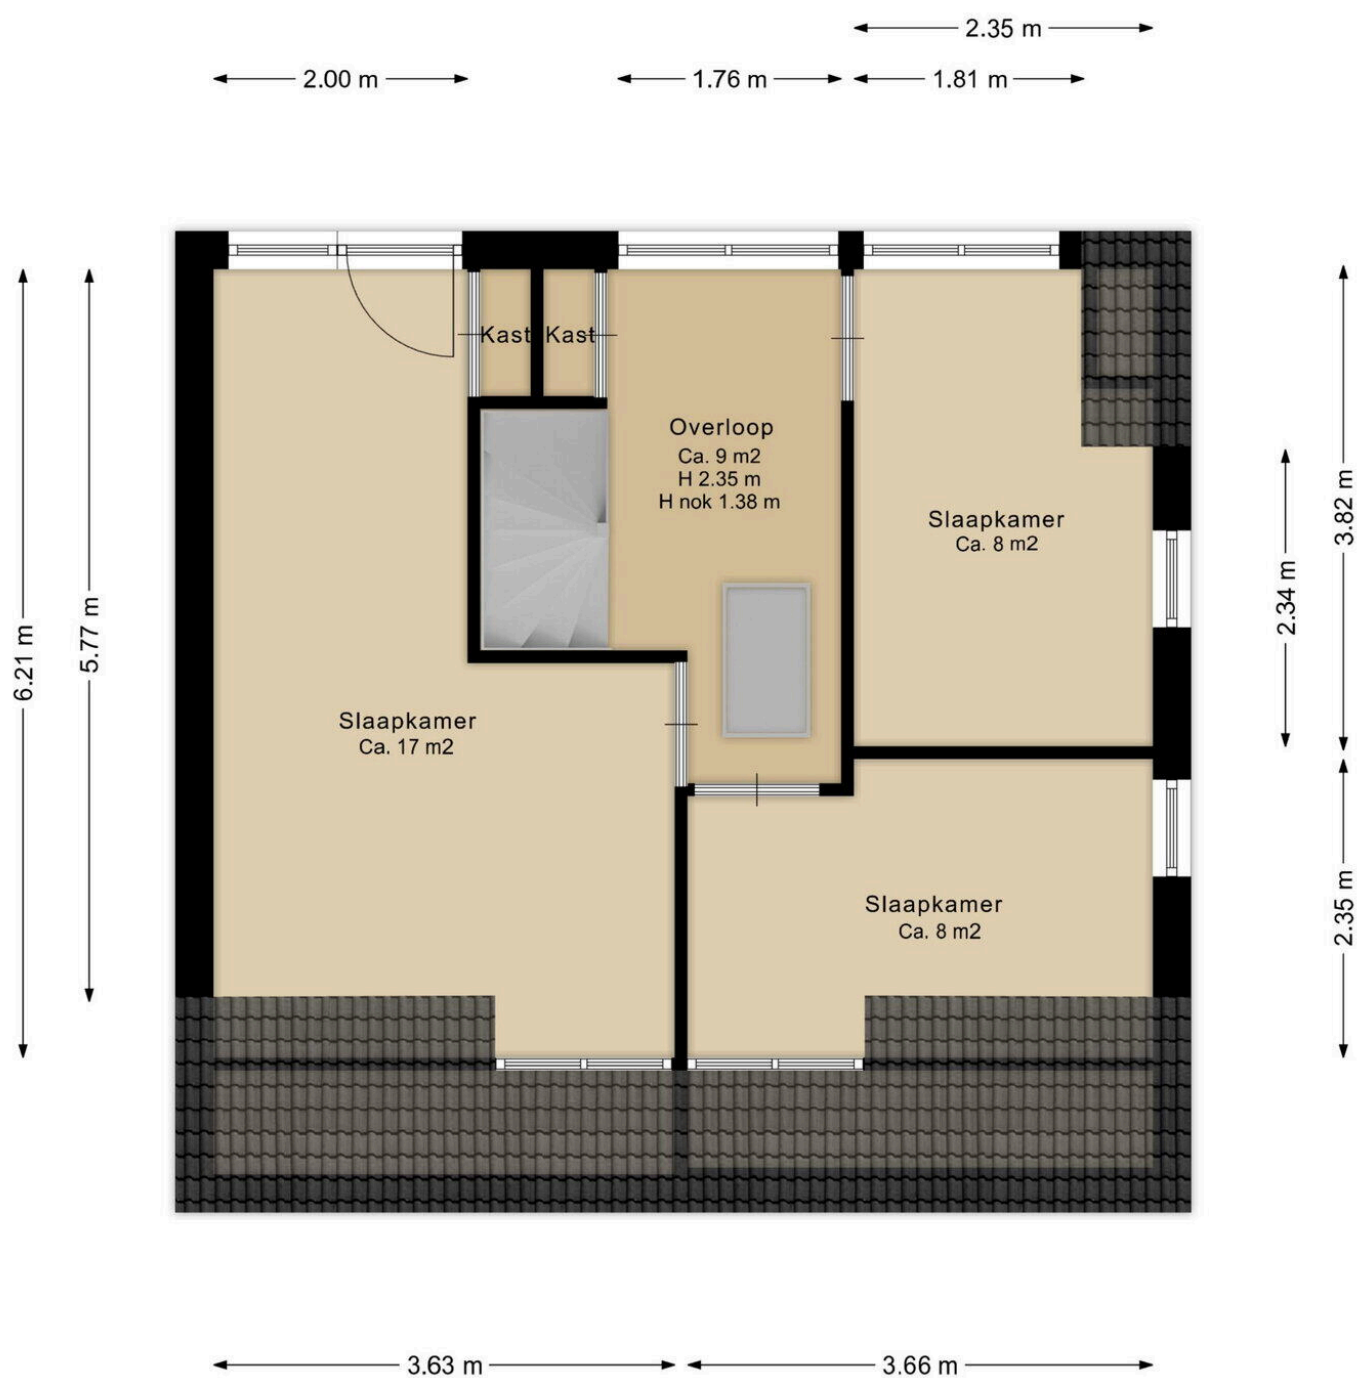 2.35 m
2.00 m
1.76 m
1.81 m
Kast
Kast
Overloop
Ca. 9 m2
H 2.35 m
H nok 1.38 m
Slaapkamer
Ca. 8 m2
3.82 m
2.34 m
5.77 m
6.21 m
Slaapkamer
Ca. 17 m2
Slaapkamer
Ca. 8 m2
2.35 m
3.63 m
3.66 m